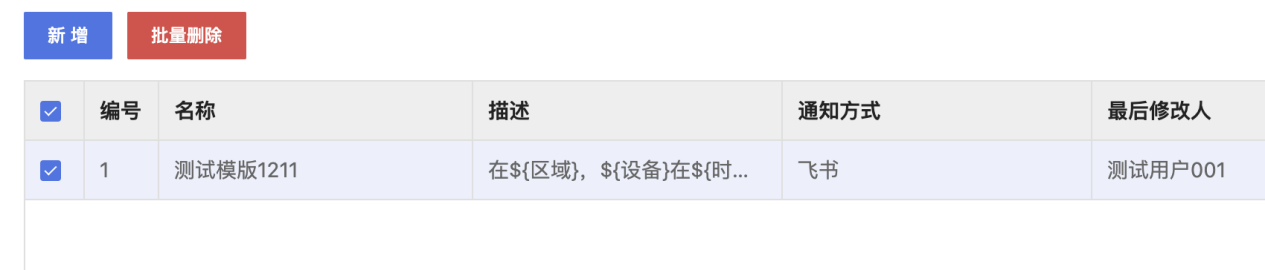 新 增 批量删除
编号 名称 描述 通知方式 最后修改人
1 测试模版1211 在${区域}，${设备}在${时... 飞书 测试用户001